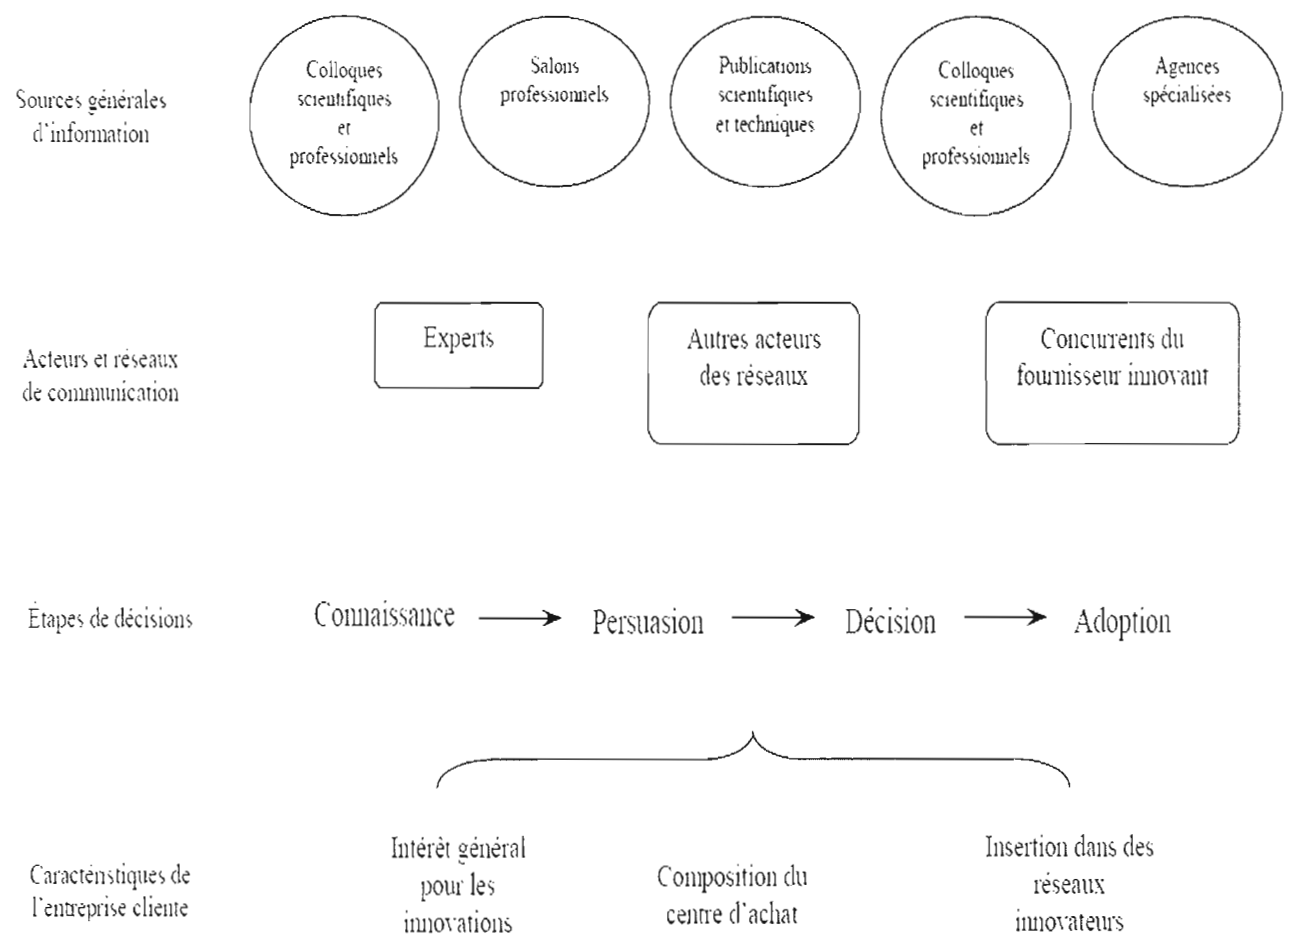 Sources générales
d'information
Colloques
scientifiques
et
professionnels
Salons
professionnels
Publications
scientifiques
et techniques
Colloques
scientifiques
et
professionnels
Agences
spécialisées
Acteurs et réseaux
de communication
Experts
Autres acteurs
des réseaux
Concurrents du
fournisseur innovant
Étapes de décisions
Connaissance
Persuasion
Décision
Adoption
Caractéristiques de
l'entreprise cliente
Intérêt général
pour les
innovations
Composition du
centre d'achat
Insertion dans des
réseaux
innovateurs